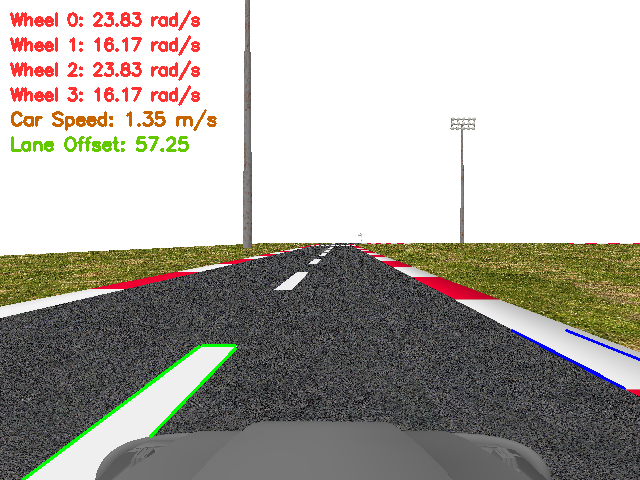 Wheel 0: 23.83 rad/s
Wheel 1: 16.17 rad/s
Wheel 2: 23.83 rad/s
Wheel 3: 16.17 rad/s
Car Speed: 1.35 m/s
Lane Offset: 57.25